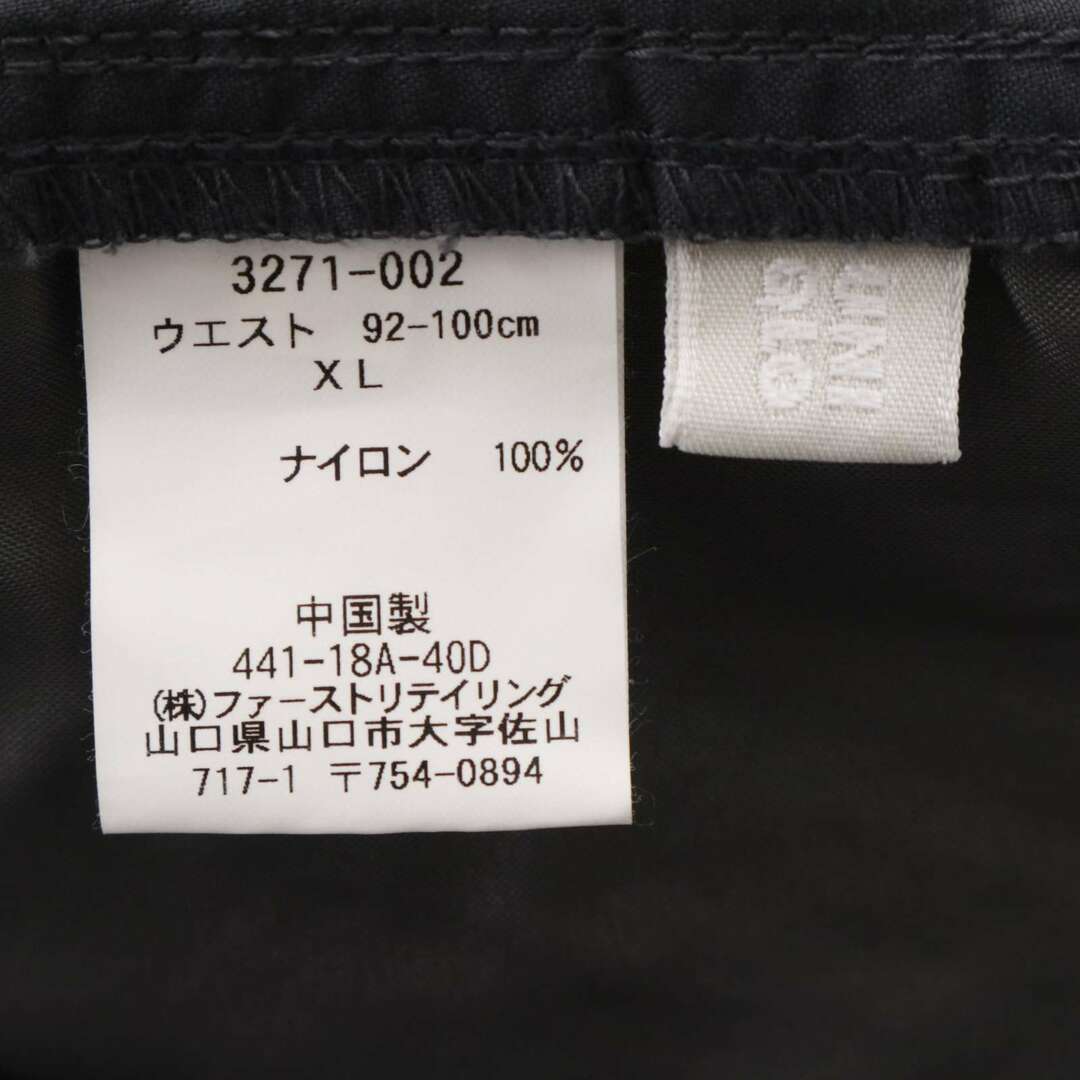 3271-002
ウエスト 92-100cm
XL
ナイロン 100%
中国製
441-18A-40D
(株)ファーストリテイリング
山口県山口市大字佐山
717-1 〒754-0894